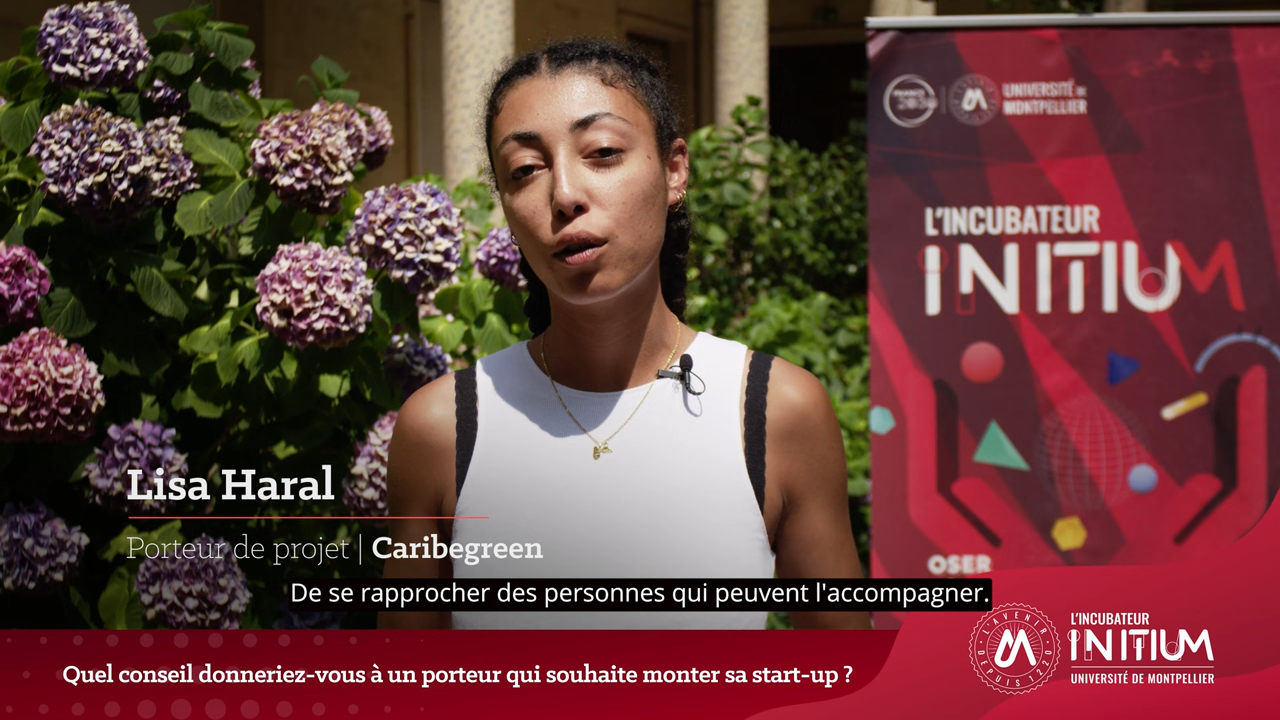 UNIVERSITÉ DE
MONTPELLIER
L'INCUBATEUR
INITIUM
OSER
Lisa Haral
Porteur de projet | Caribegreen
De se rapprocher des personnes qui peuvent l'accompagner.
Quel conseil donneriez-vous à un porteur qui souhaite monter sa start-up ?
L'AVENIR
DEPUIS 1220
L'INCUBATEUR
INITIUM
UNIVERSITÉ DE MONTPELLIER